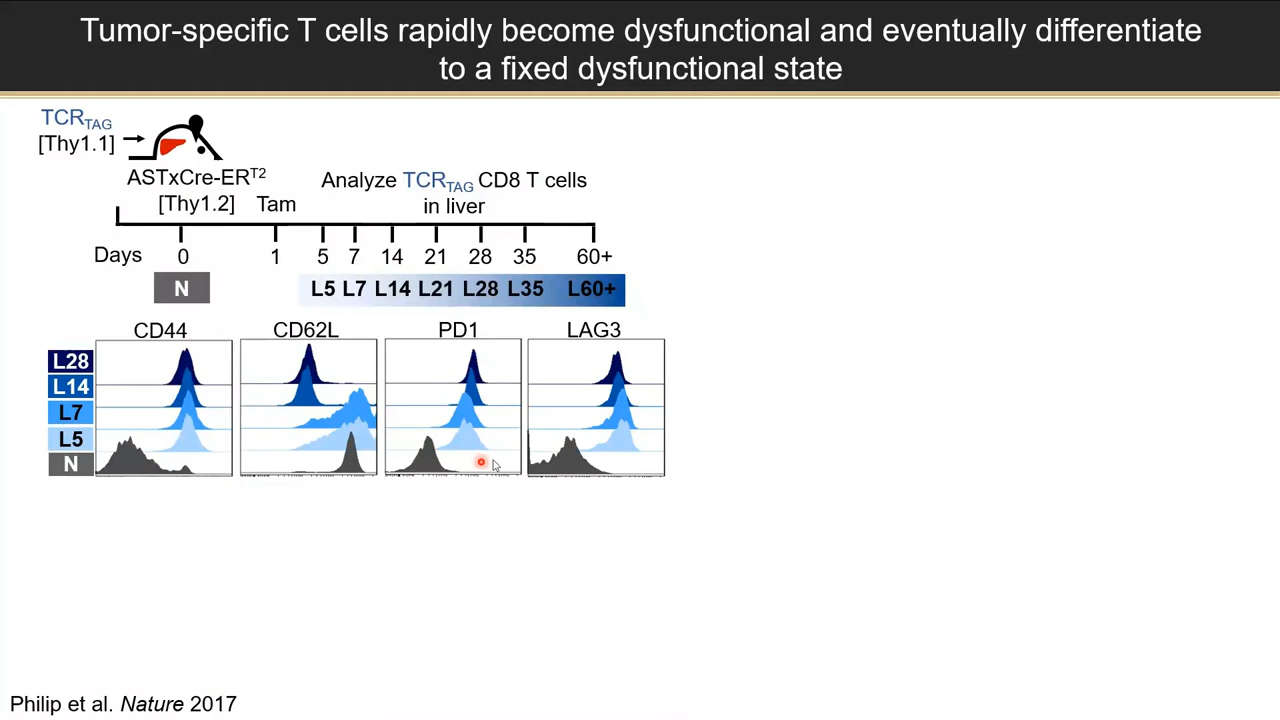 Tumor-specific T cells rapidly become dysfunctional and eventually differentiate
to a fixed dysfunctional state
TCRTAG
[Thy1.1]
ASTxCre-ERT2
[Thy1.2]
Tam
Analyze TCRTAG CD8 T cells
in liver
Days 0 1 5 7 14 21 28 35 60+
N L5 L7 L14 L21 L28 L35 L60+
CD44 CD62L PD1 LAG3
L28
L14
L7
L5
N
Philip et al. Nature 2017